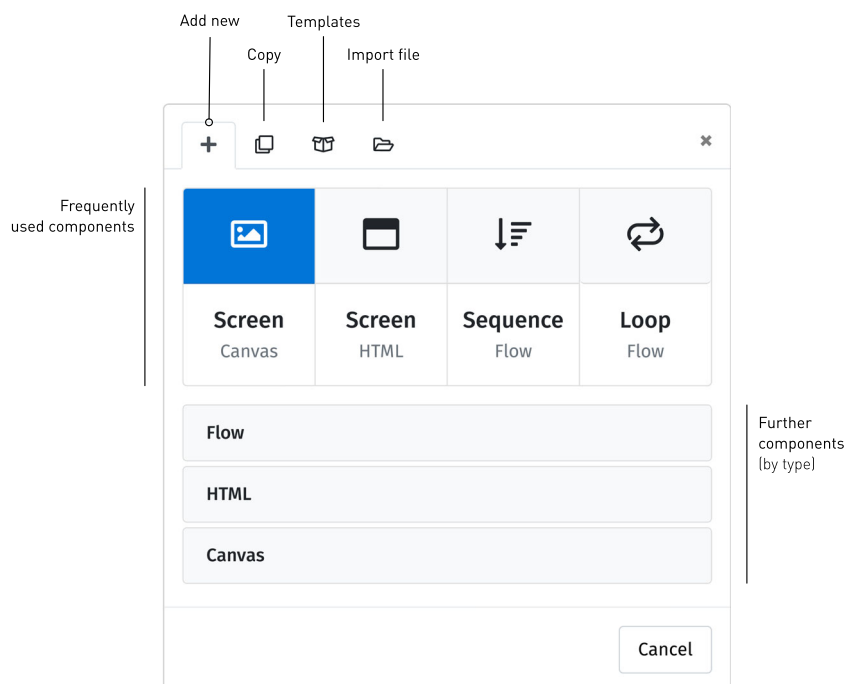 Add new
Templates
Copy
Import file
Frequently
used components
Screen
Canvas
Screen
HTML
Sequence
Flow
Loop
Flow
Further
components
(by type)
Flow
HTML
Canvas
Cancel